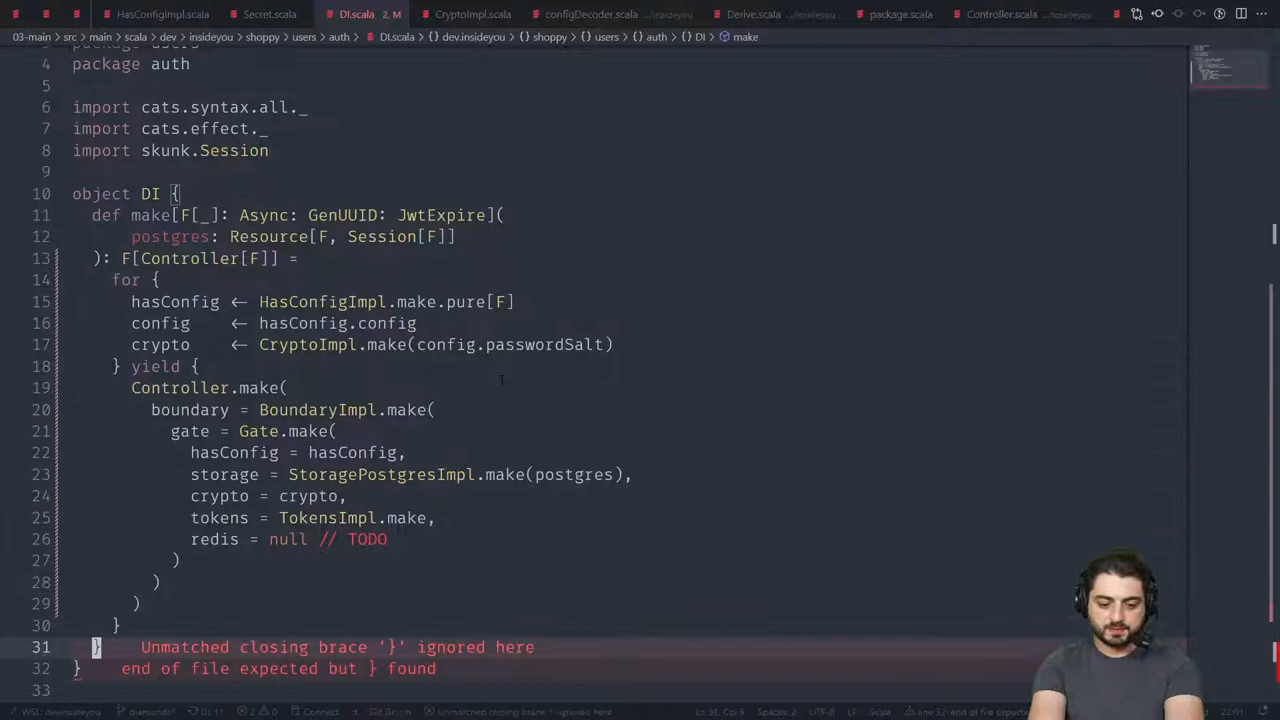 HasConfigImpl.scala Secret.scala DI.scala 2, M CryptoImpl.scala configDecoder.scala .../insideyou Derive.scala package.scala .../insideyou Controller.scala .../insideyou
03-main > src > main > scala > dev > insideyou > shoppy > users > auth > DI.scala > {} dev.insideyou > {} shoppy > {} users > {} auth > {} DI > make
4 package auth
5
6 import cats.syntax.all._
7 import cats.effect._
8 import skunk.Session
9
10 object DI {
11 def make[F[_]: Async: GenUUID: JwtExpire](
12 postgres: Resource[F, Session[F]]
13 ): F[Controller[F]] =
14 for {
15 hasConfig <- HasConfigImpl.make.pure[F]
16 config <- hasConfig.config
17 crypto <- CryptoImpl.make(config.passwordSalt)
18 } yield {
19 Controller.make(
20 boundary = BoundaryImpl.make(
21 gate = Gate.make(
22 hasConfig = hasConfig,
23 storage = StoragePostgresImpl.make(postgres),
24 crypto = crypto,
25 tokens = TokensImpl.make,
26 redis = null // TODO
27 )
28 )
29 )
30 }
31 } Unmatched closing brace '}' ignored here
32 } end of file expected but } found
33